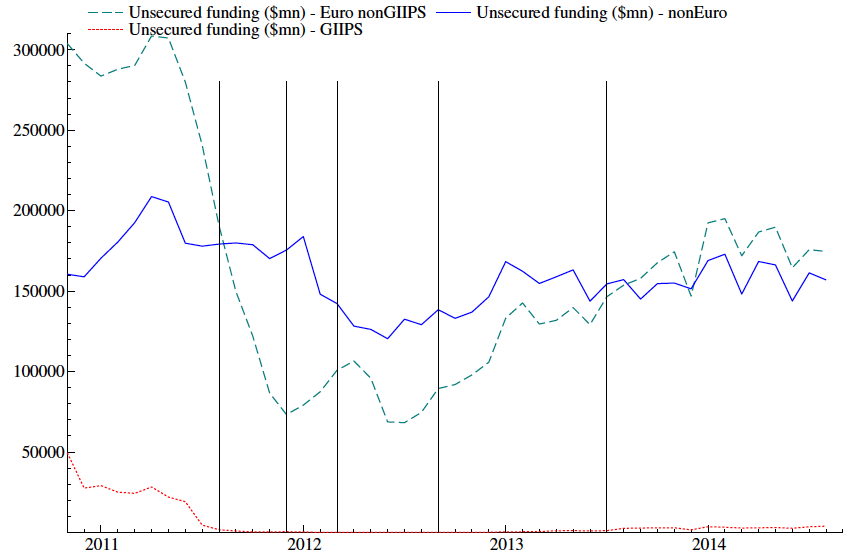 Unsecured funding ($mn) - Euro nonGIIPS Unsecured funding ($mn) - nonEuro
Unsecured funding ($mn) - GIIPS
300000
250000
200000
150000
100000
50000
2011 2012 2013 2014